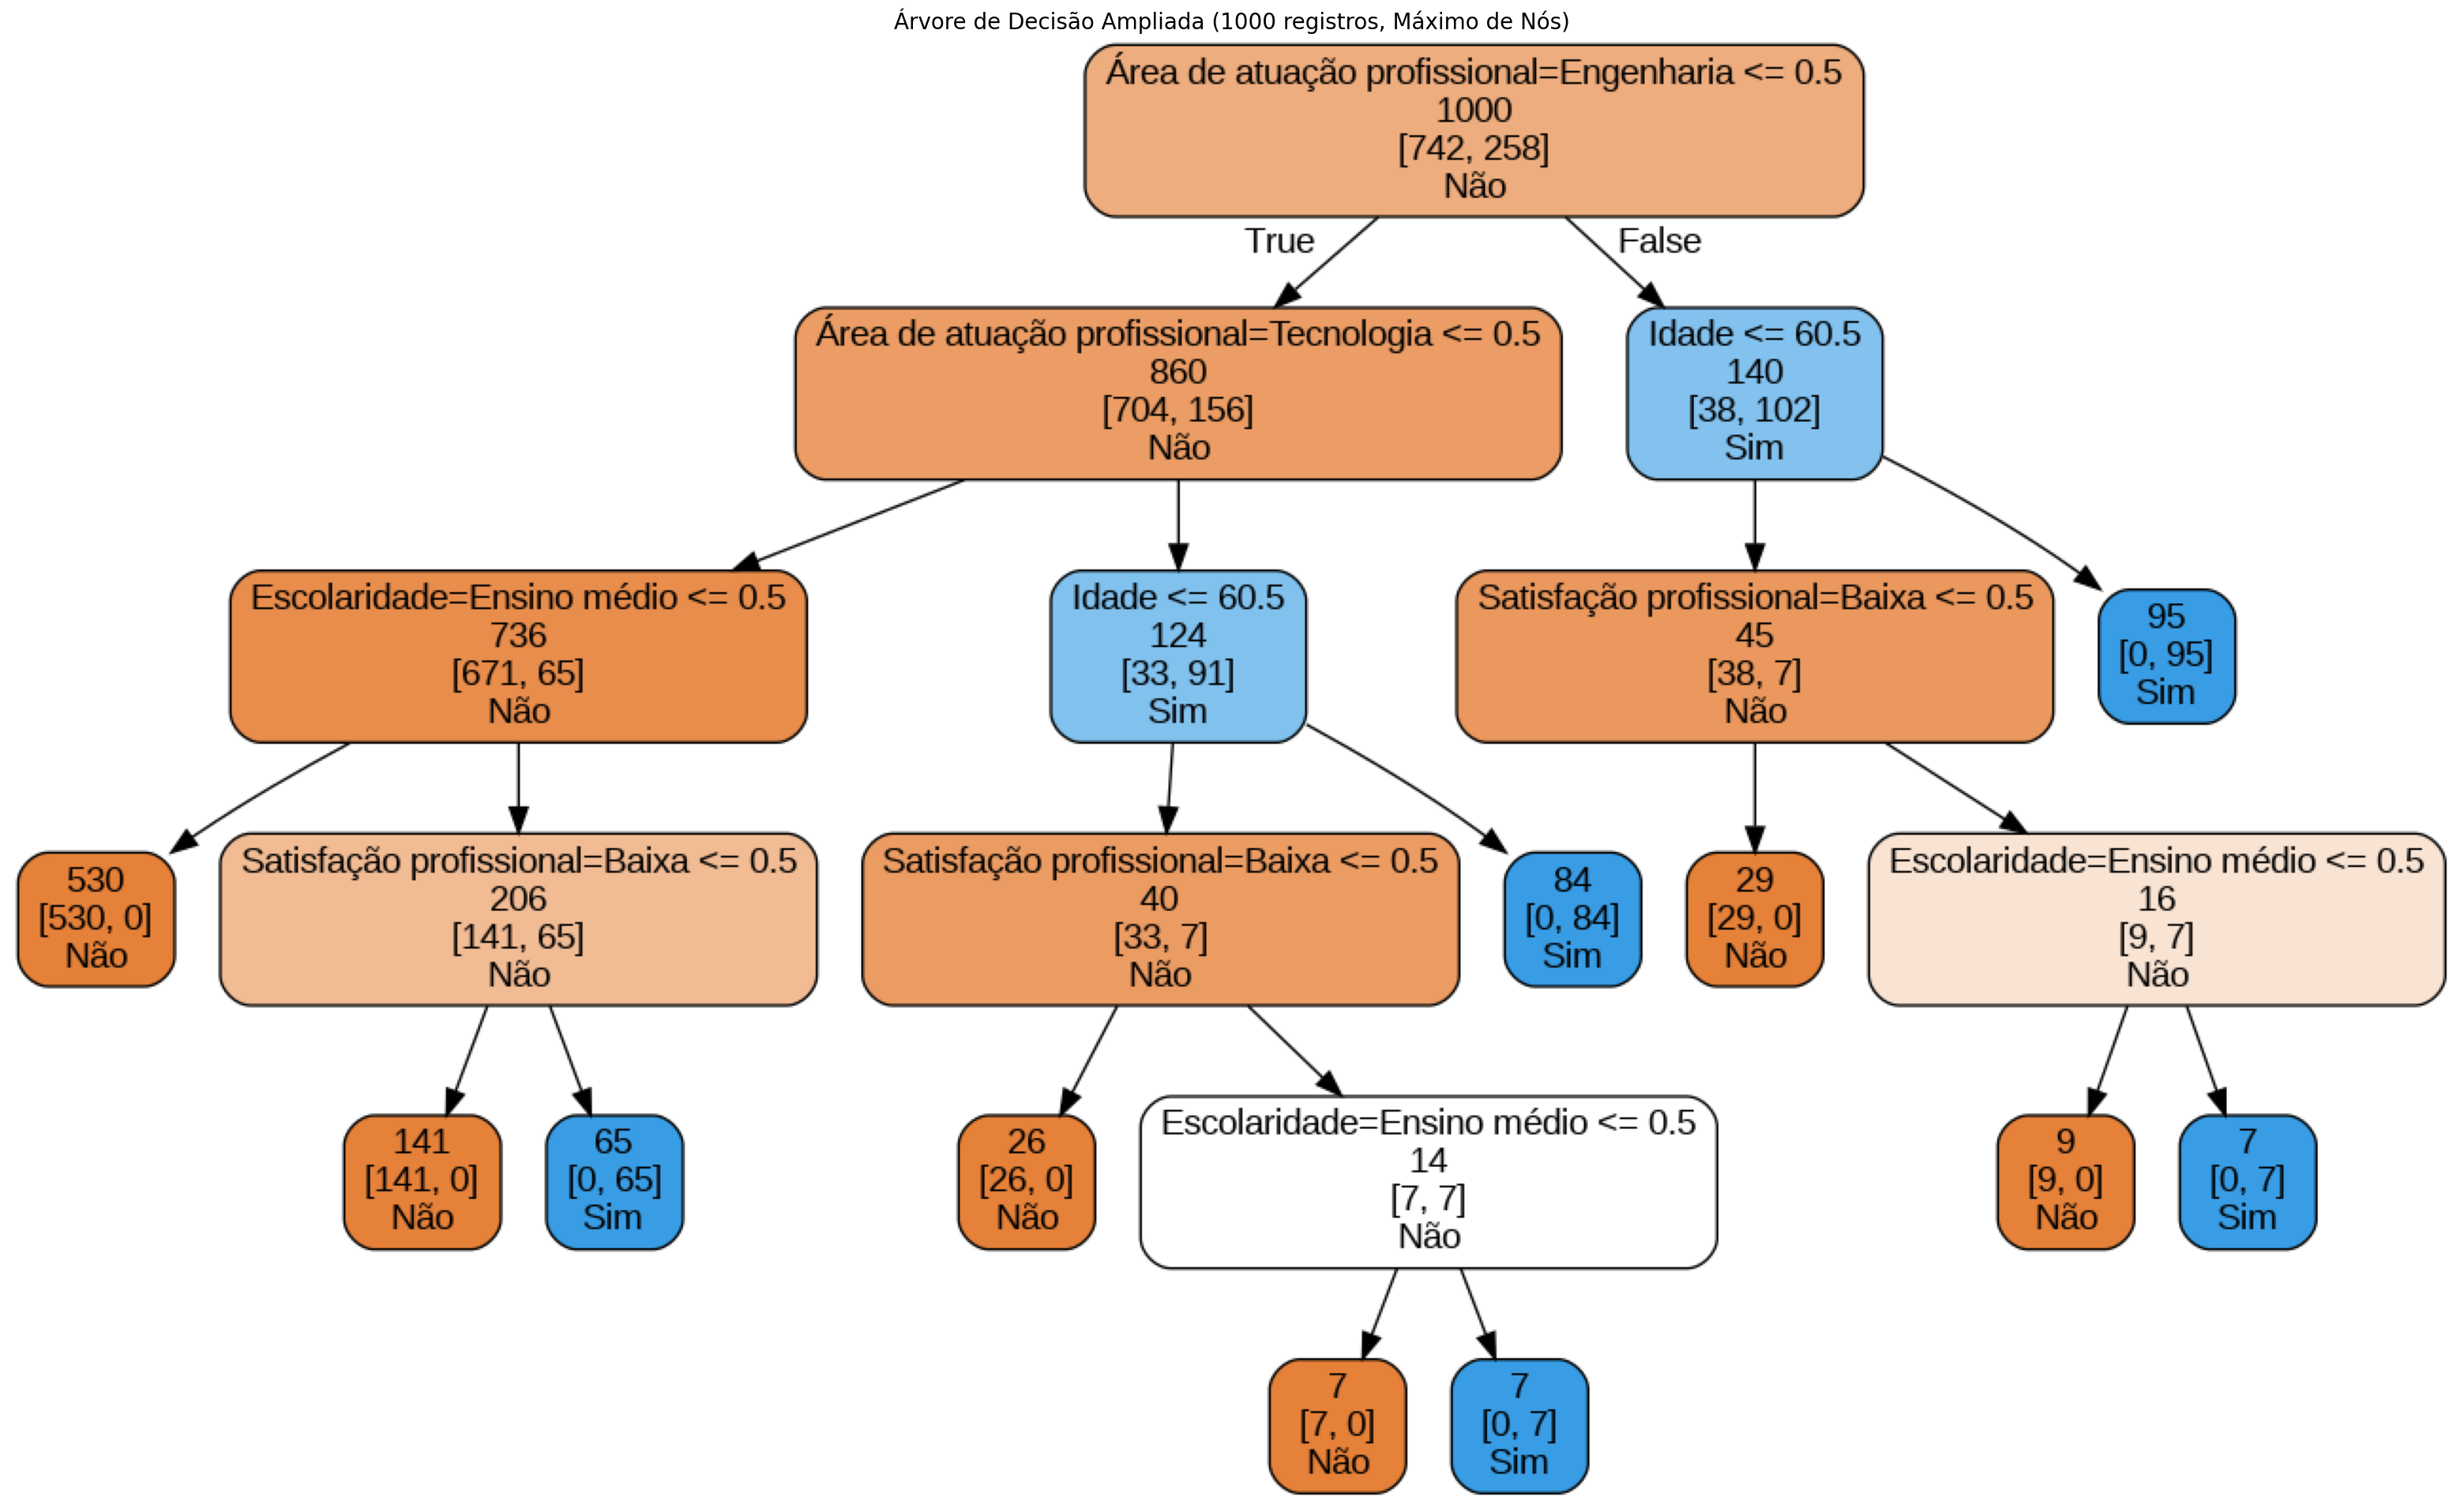 Árvore de Decisão Ampliada (1000 registros, Máximo de Nós)
Área de atuação profissional=Engenharia <= 0.5
1000
[742, 258]
Não
True
False
Área de atuação profissional=Tecnologia <= 0.5
860
[704, 156]
Não
Idade <= 60.5
140
[38, 102]
Sim
Escolaridade=Ensino médio <= 0.5
736
[671, 65]
Não
Idade <= 60.5
124
[33, 91]
Sim
Satisfação profissional=Baixa <= 0.5
45
[38, 7]
Não
95
[0, 95]
Sim
530
[530, 0]
Não
Satisfação profissional=Baixa <= 0.5
206
[141, 65]
Não
Satisfação profissional=Baixa <= 0.5
40
[33, 7]
Não
84
[0, 84]
Sim
29
[29, 0]
Não
Escolaridade=Ensino médio <= 0.5
16
[9, 7]
Não
141
[141, 0]
Não
65
[0, 65]
Sim
26
[26, 0]
Não
Escolaridade=Ensino médio <= 0.5
14
[7, 7]
Não
9
[9, 0]
Não
7
[0, 7]
Sim
7
[7, 0]
Não
7
[0, 7]
Sim